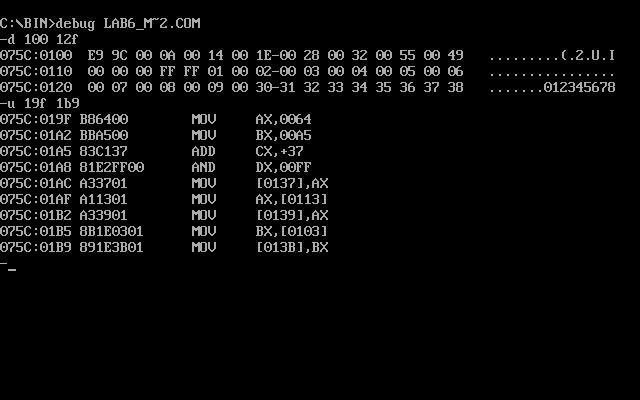 C:\BIN>debug LAB6_M~2.COM
-d 100 12f
075C:0100  E9 9C 00 0A 00 14 00 1E-00 28 00 32 00 55 00 49   .........(.2.U.I
075C:0110  00 00 00 FF FF 01 00 02-00 03 00 04 00 05 00 06   ................
075C:0120  00 07 00 08 00 09 00 30-31 32 33 34 35 36 37 38   .......012345678
-u 19f 1b9
075C:019F B86400        MOV     AX,0064
075C:01A2 BBA500        MOV     BX,00A5
075C:01A5 83C137        ADD     CX,+37
075C:01A8 81E2FF00      AND     DX,00FF
075C:01AC A33701        MOV     [0137],AX
075C:01AF A11301        MOV     AX,[0113]
075C:01B2 A33901        MOV     [0139],AX
075C:01B5 8B1E0301      MOV     BX,[0103]
075C:01B9 891E3B01      MOV     [013B],BX
-_